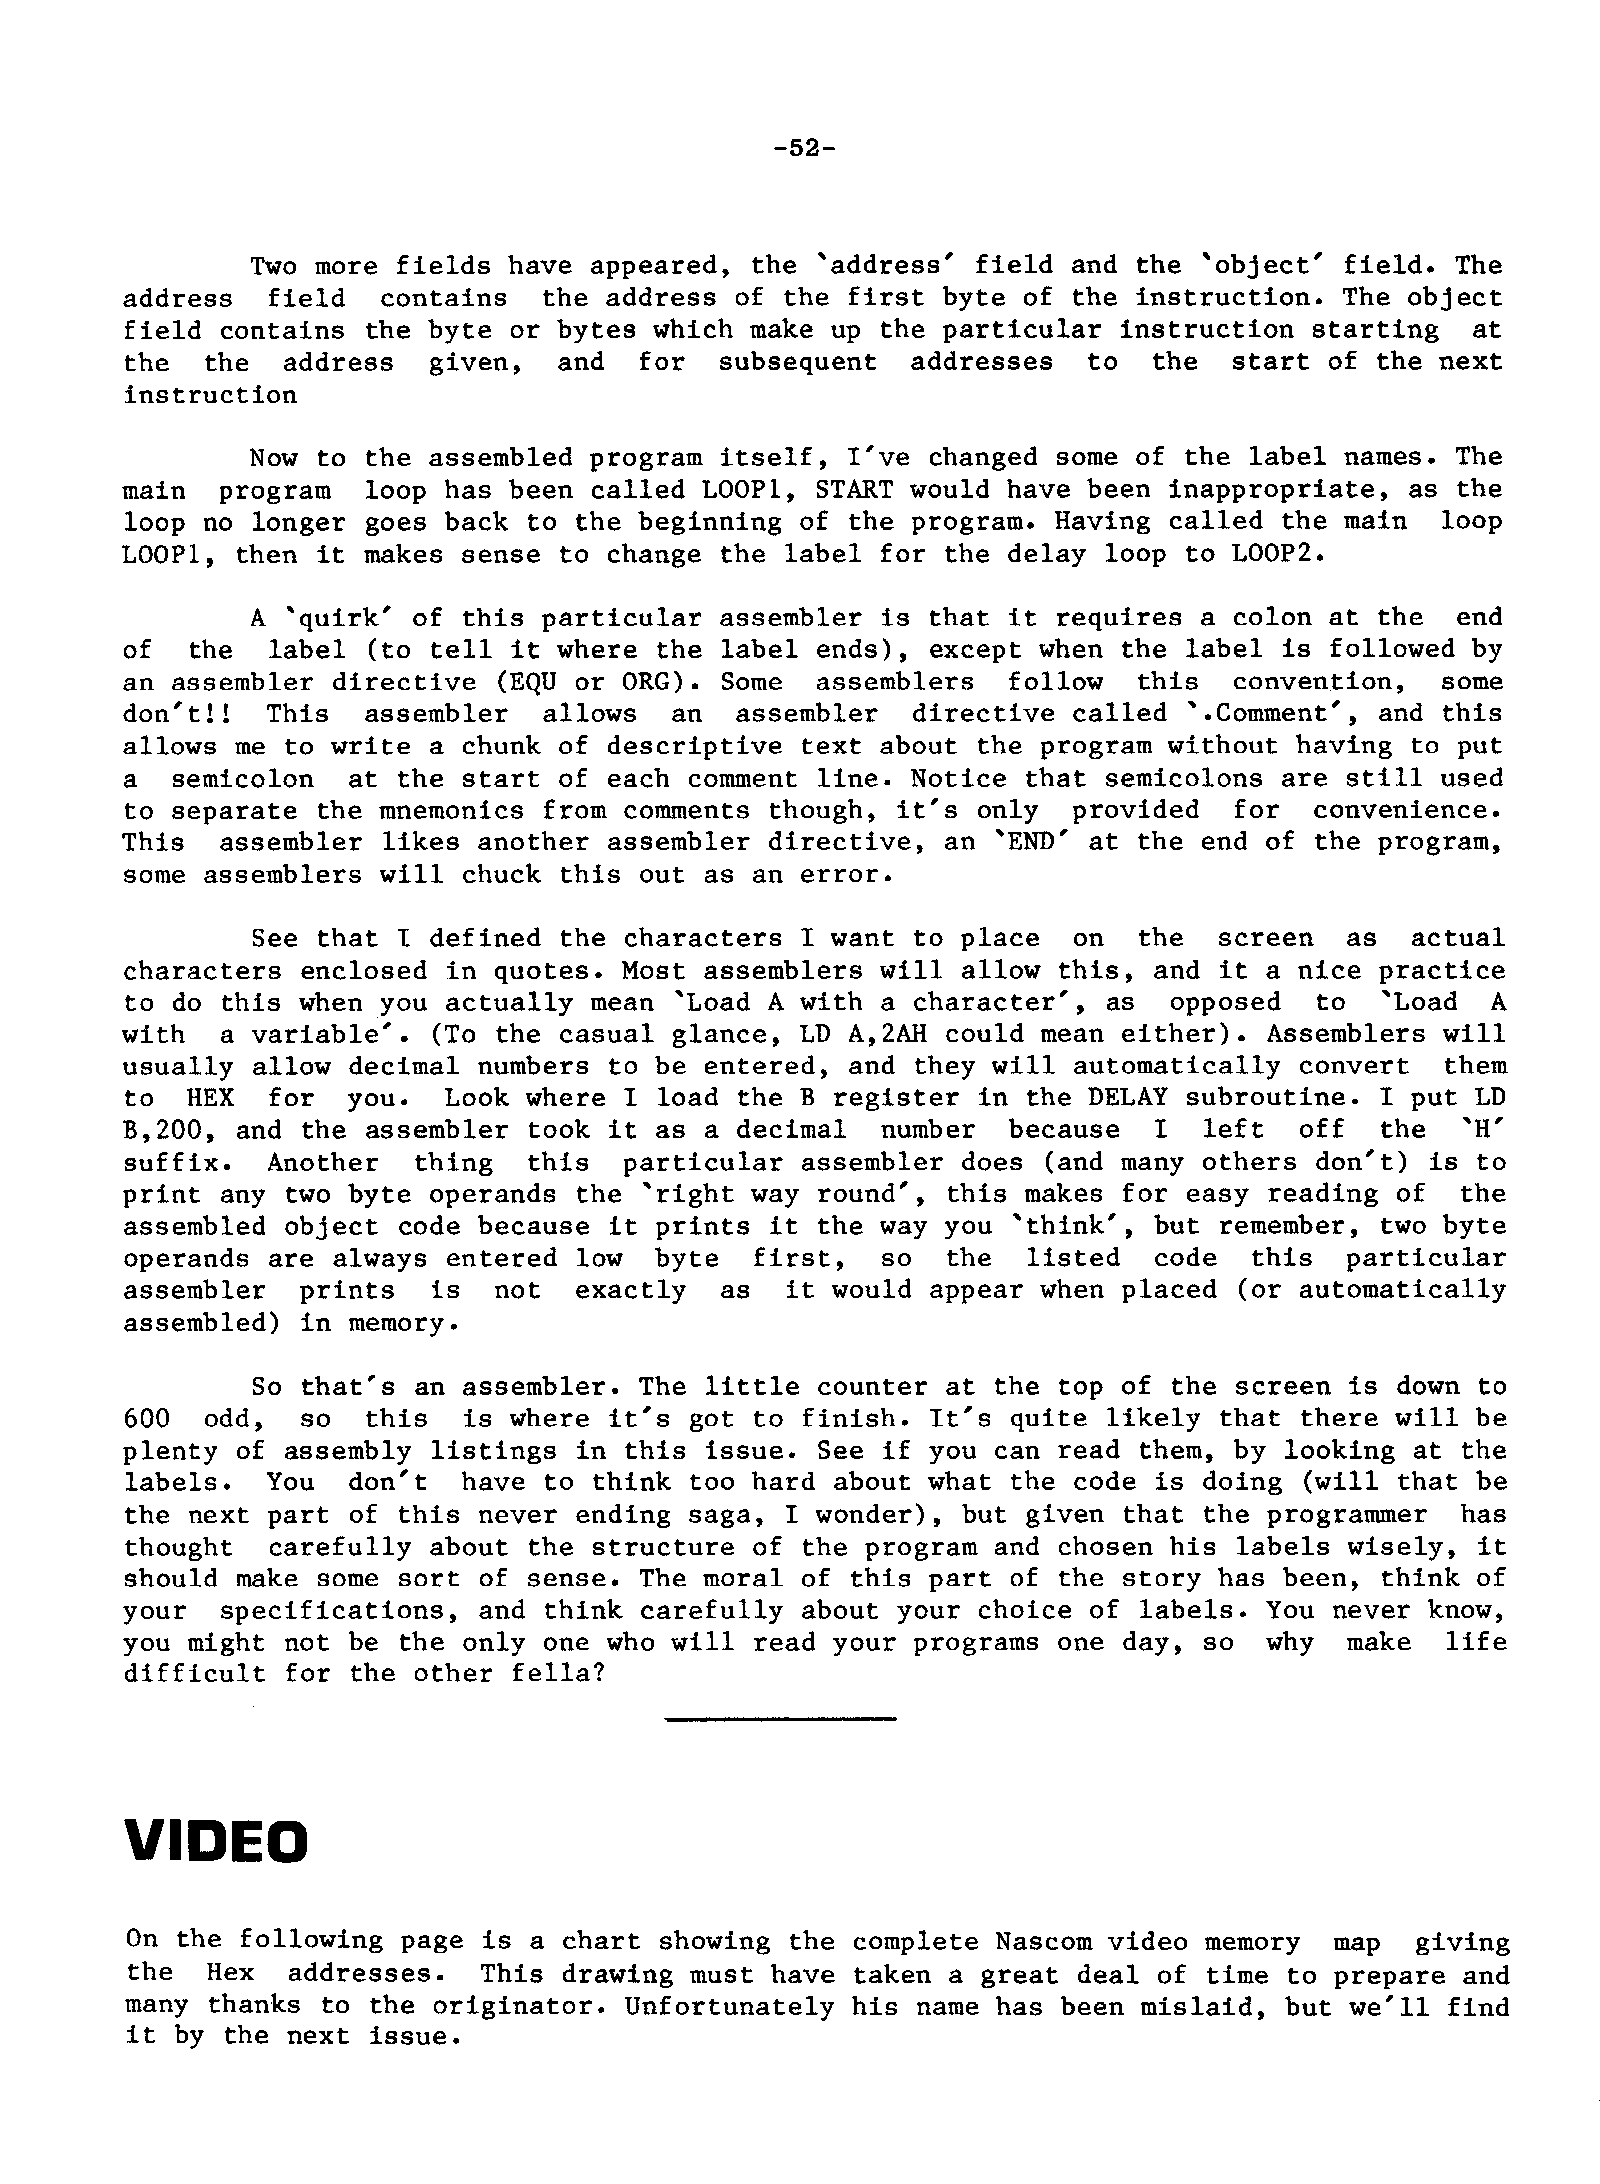 -52-
Two more fields have appeared, the `address' field and the `object' field. The
address field contains the address of the first byte of the instruction. The object
field contains the byte or bytes which make up the particular instruction starting at
the the address given, and for subsequent addresses to the start of the next
instruction
Now to the assembled program itself, I've changed some of the label names. The
main program loop has been called LOOP1, START would have been inappropriate, as the
loop no longer goes back to the beginning of the program. Having called the main loop
LOOP1, then it makes sense to change the label for the delay loop to LOOP2.
A `quirk' of this particular assembler is that it requires a colon at the end
of the label (to tell it where the label ends), except when the label is followed by
an assembler directive (EQU or ORG). Some assemblers follow this convention, some
don't!! This assembler allows an assembler directive called `.Comment', and this
allows me to write a chunk of descriptive text about the program without having to put
a semicolon at the start of each comment line. Notice that semicolons are still used
to separate the mnemonics from comments though, it's only provided for convenience.
This assembler likes another assembler directive, an `END' at the end of the program,
some assemblers will chuck this out as an error.
See that I defined the characters I want to place on the screen as actual
characters enclosed in quotes. Most assemblers will allow this, and it a nice practice
to do this when you actually mean `Load A with a character', as opposed to `Load A
with a variable'. (To the casual glance, LD A,2AH could mean either). Assemblers will
usually allow decimal numbers to be entered, and they will automatically convert them
to HEX for you. Look where I load the B register in the DELAY subroutine. I put LD
B,200, and the assembler took it as a decimal number because I left off the `H'
suffix. Another thing this particular assembler does (and many others don't) is to
print any two byte operands the `right way round', this makes for easy reading of the
assembled object code because it prints it the way you `think', but remember, two byte
operands are always entered low byte first, so the listed code this particular
assembler prints is not exactly as it would appear when placed (or automatically
assembled) in memory.
So that's an assembler. The little counter at the top of the screen is down to
600 odd, so this is where it's got to finish. It's quite likely that there will be
plenty of assembly listings in this issue. See if you can read them, by looking at the
labels. You don't have to think too hard about what the code is doing (will that be
the next part of this never ending saga, I wonder), but given that the programmer has
thought carefully about the structure of the program and chosen his labels wisely, it
should make some sort of sense. The moral of this part of the story has been, think of
your specifications, and think carefully about your choice of labels. You never know,
you might not be the only one who will read your programs one day, so why make life
difficult for the other fella?
VIDEO
On the following page is a chart showing the complete Nascom video memory map giving
the Hex addresses. This drawing must have taken a great deal of time to prepare and
many thanks to the originator. Unfortunately his name has been mislaid, but we'll find
it by the next issue.